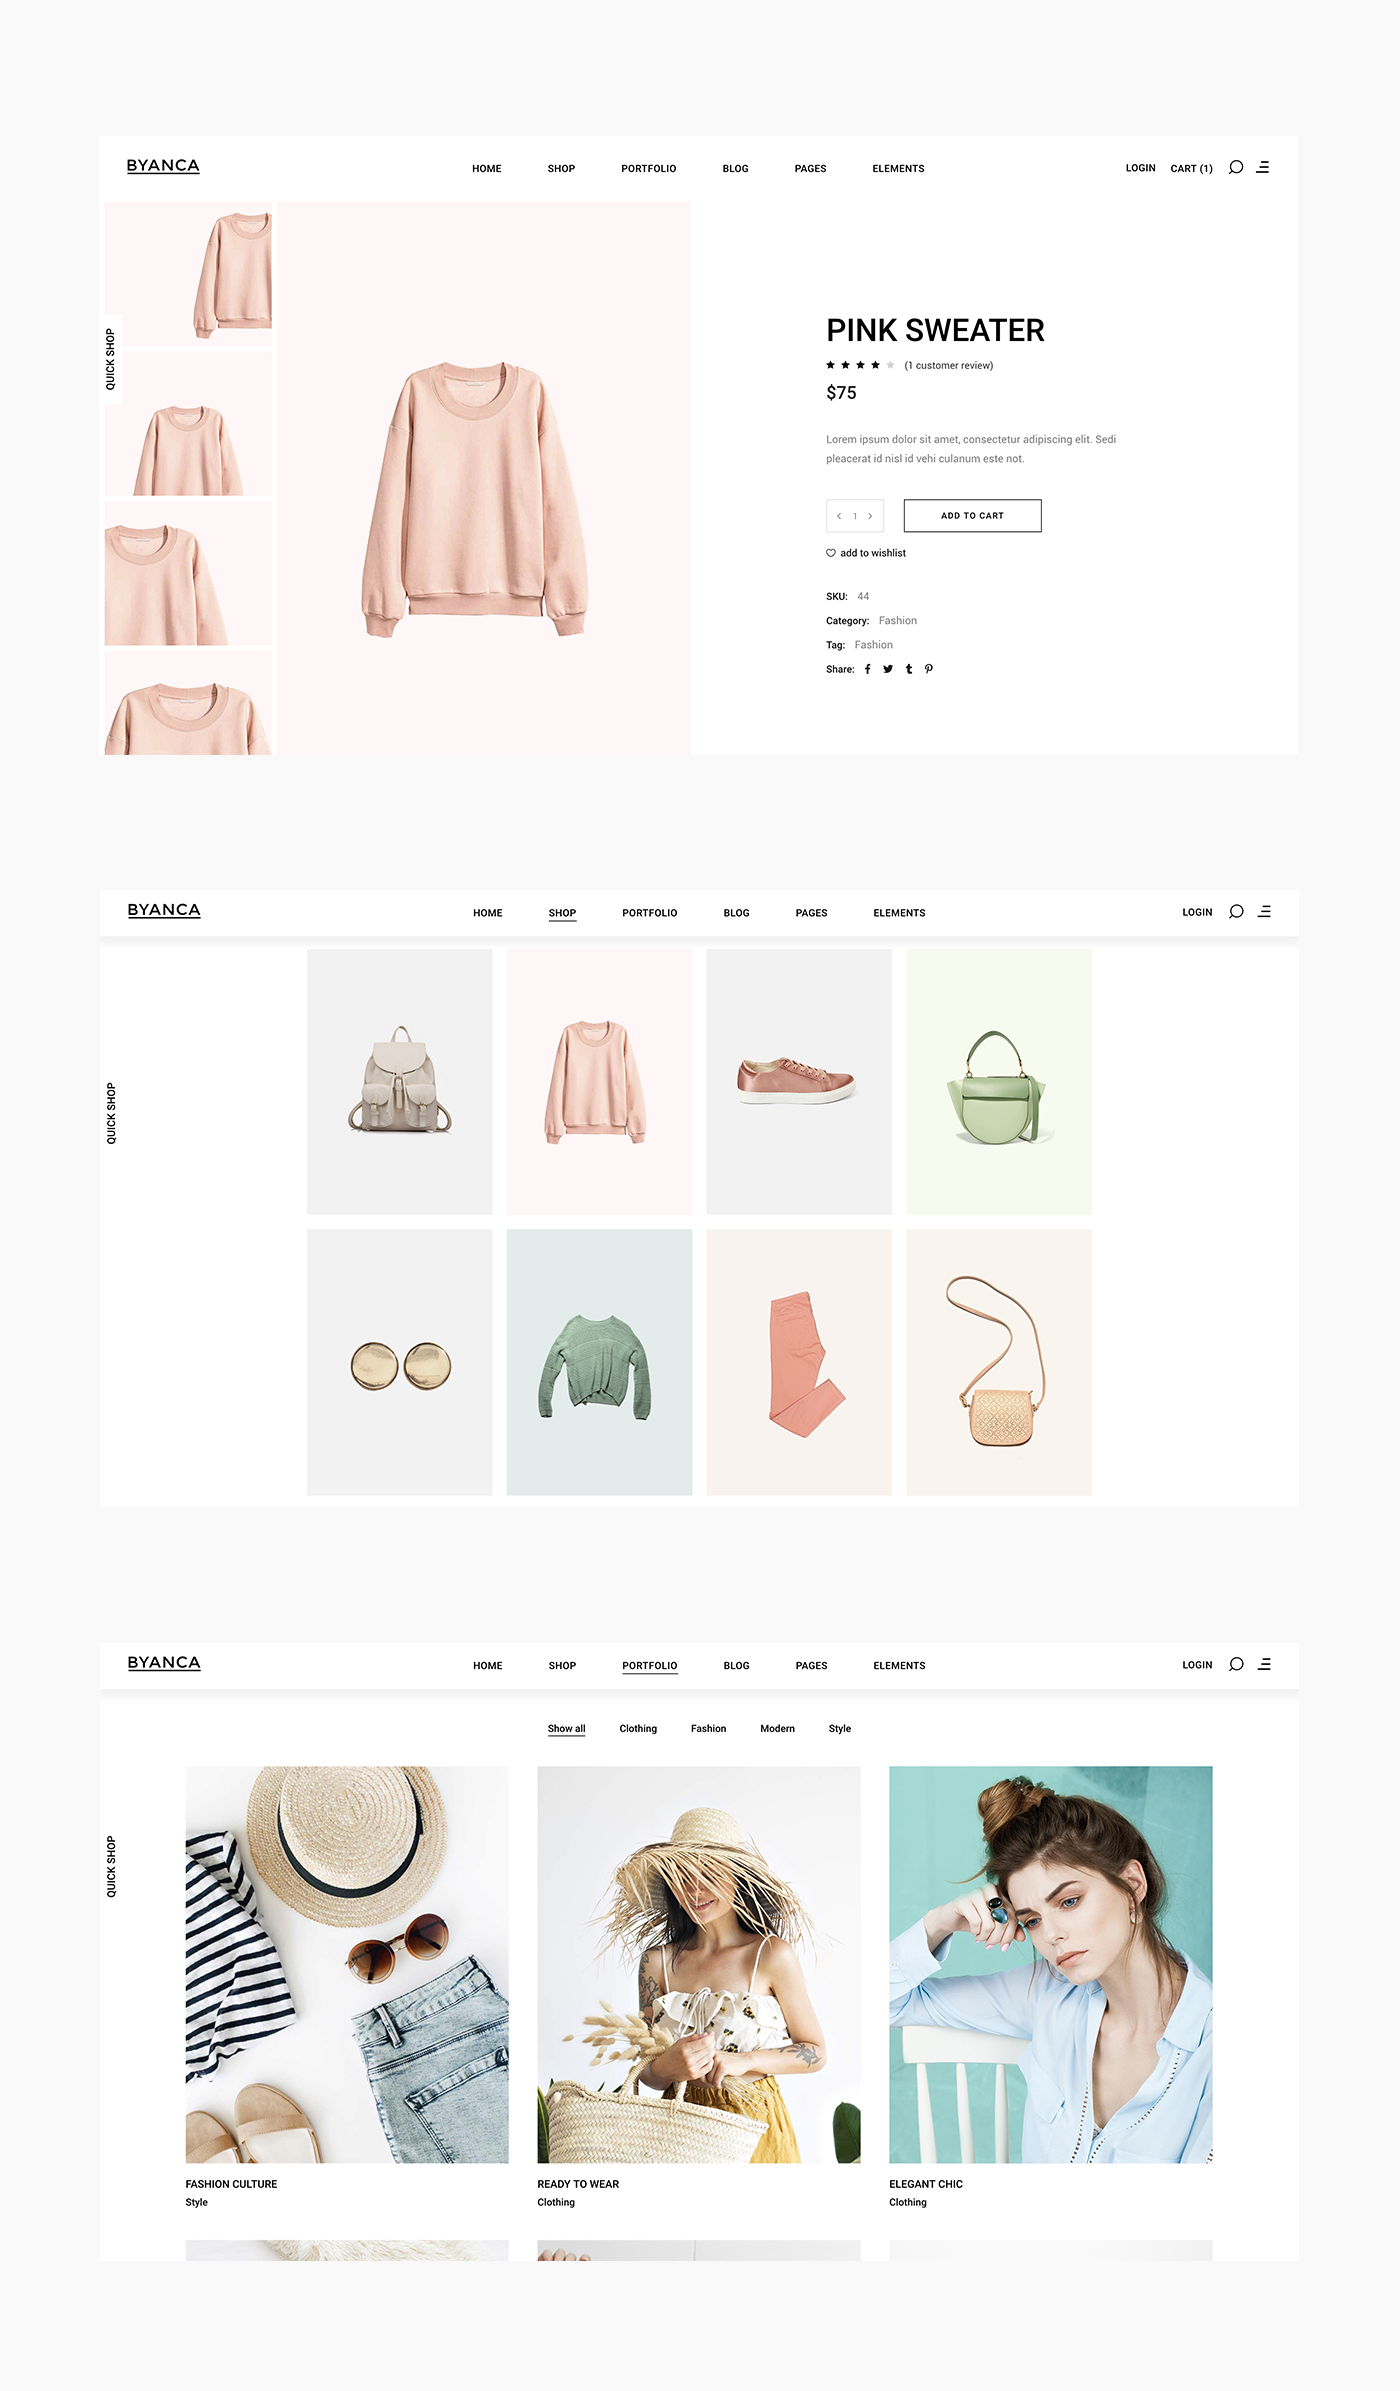 BYANCA
HOME SHOP PORTFOLIO BLOG PAGES ELEMENTS
LOGIN CART (1)
QUICK SHOP
PINK SWEATER
(1 customer review)
$75
Lorem ipsum dolor sit amet, consectetur adipiscing elit. Sedi
pleacerat id nisl id vehi culanum este not.
1 ADD TO CART
add to wishlist
SKU: 44
Category: Fashion
Tag: Fashion
Share:
BYANCA
HOME SHOP PORTFOLIO BLOG PAGES ELEMENTS
LOGIN
QUICK SHOP
BYANCA
HOME SHOP PORTFOLIO BLOG PAGES ELEMENTS
LOGIN
Show all Clothing Fashion Modern Style
QUICK SHOP
FASHION CULTURE
Style
READY TO WEAR
Clothing
ELEGANT CHIC
Clothing